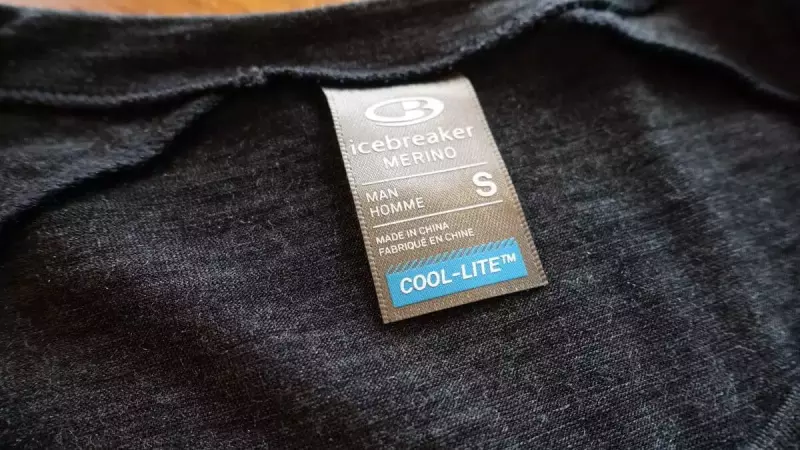 icebreaker
MERINO
MAN
HOMME
S
MADE IN CHINA
FABRIQUÉ EN CHINE
COOL-LITE™